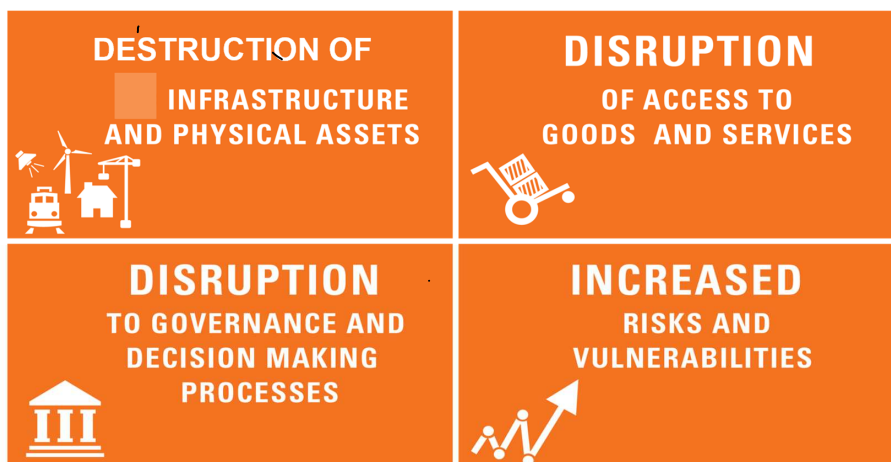 DESTRUCTION OF
INFRASTRUCTURE
AND PHYSICAL ASSETS
DISRUPTION
OF ACCESS TO
GOODS AND SERVICES
DISRUPTION
TO GOVERNANCE AND
DECISION MAKING
PROCESSES
INCREASED
RISKS AND
VULNERABILITIES